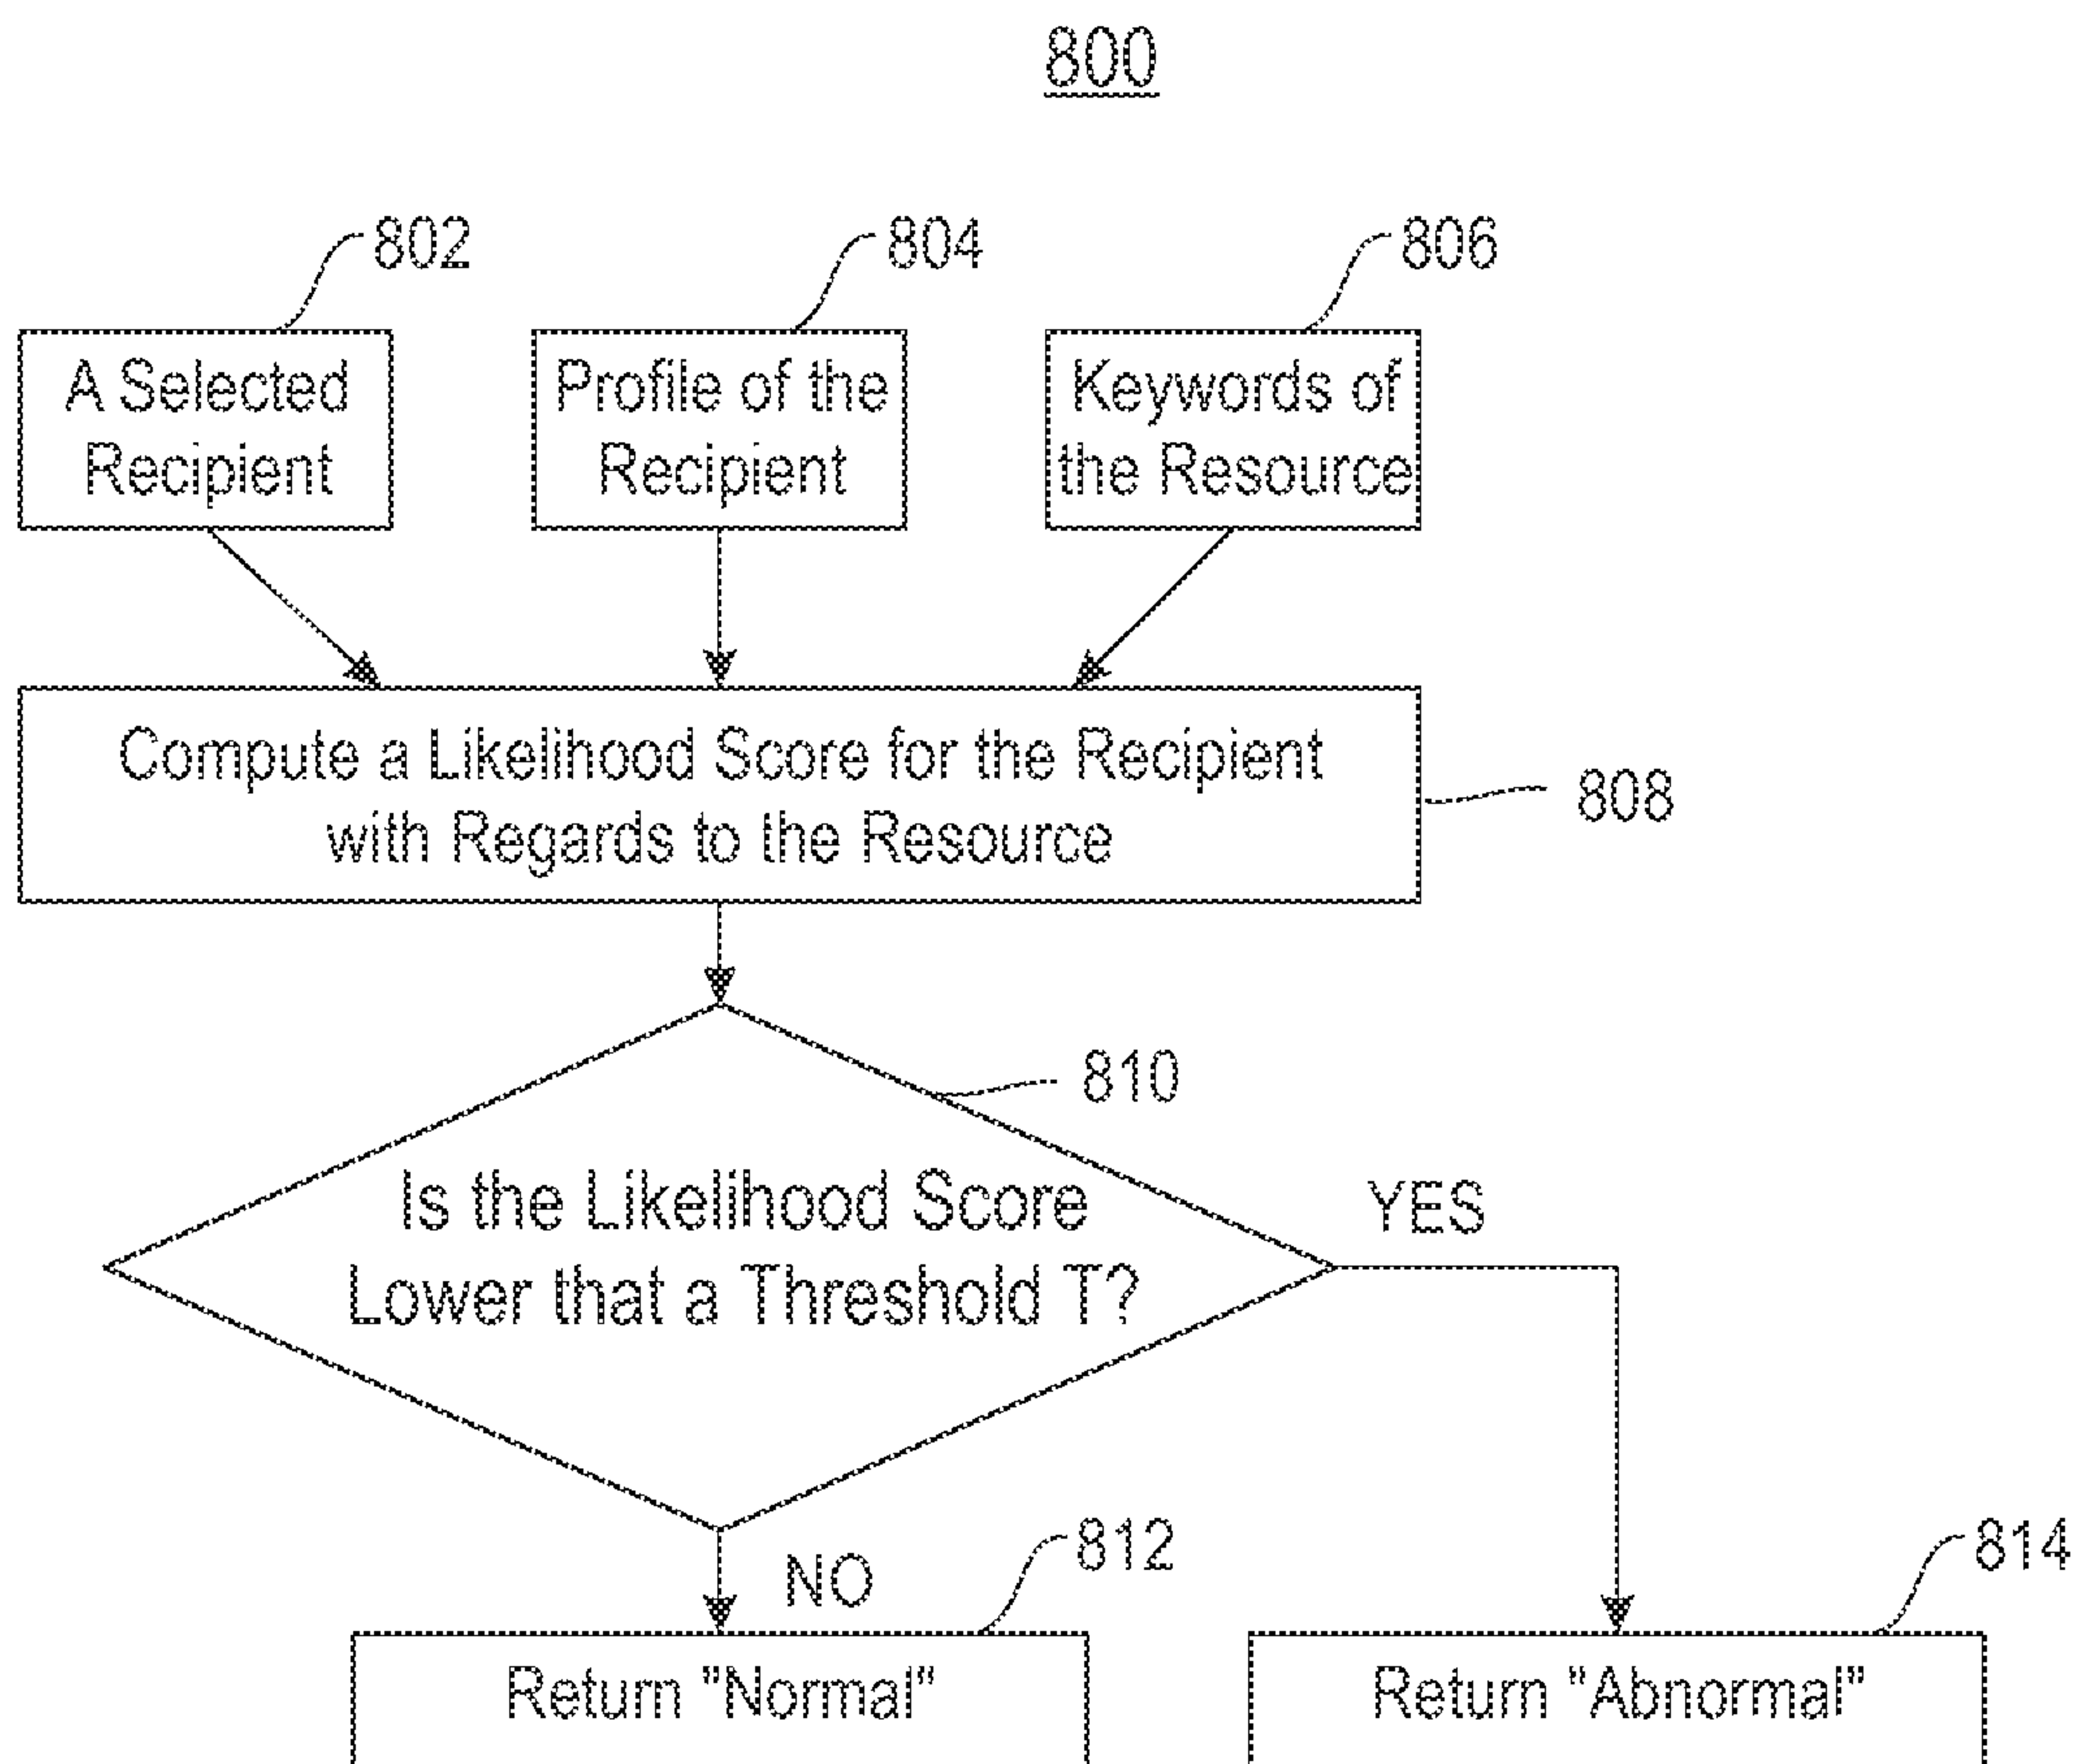 800
802
804
806
A Selected
Recipient
Profile of the
Recipient
Keywords of
the Resource
Compute a Likelihood Score for the Recipient
with Regards to the Resource
808
810
Is the Likelihood Score
Lower that a Threshold T?
YES
NO
812
814
Return "Normal"
Return "Abnormal"